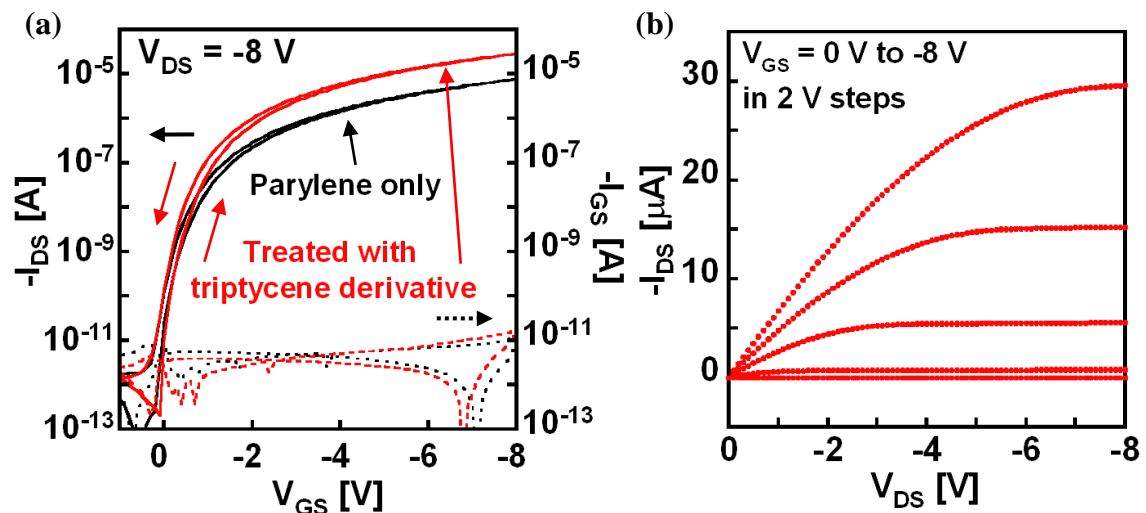 (a)
V_DS = -8 V
Parylene only
Treated with
triptycene derivative
10^-5
10^-7
10^-9
10^-11
10^-13
-I_DS [A]
10^-5
10^-7
10^-9
10^-11
10^-13
-I_GS [A]
0 -2 -4 -6 -8
V_GS [V]
(b)
V_GS = 0 V to -8 V
in 2 V steps
30
20
10
0
-I_DS [μA]
0 -2 -4 -6 -8
V_DS [V]